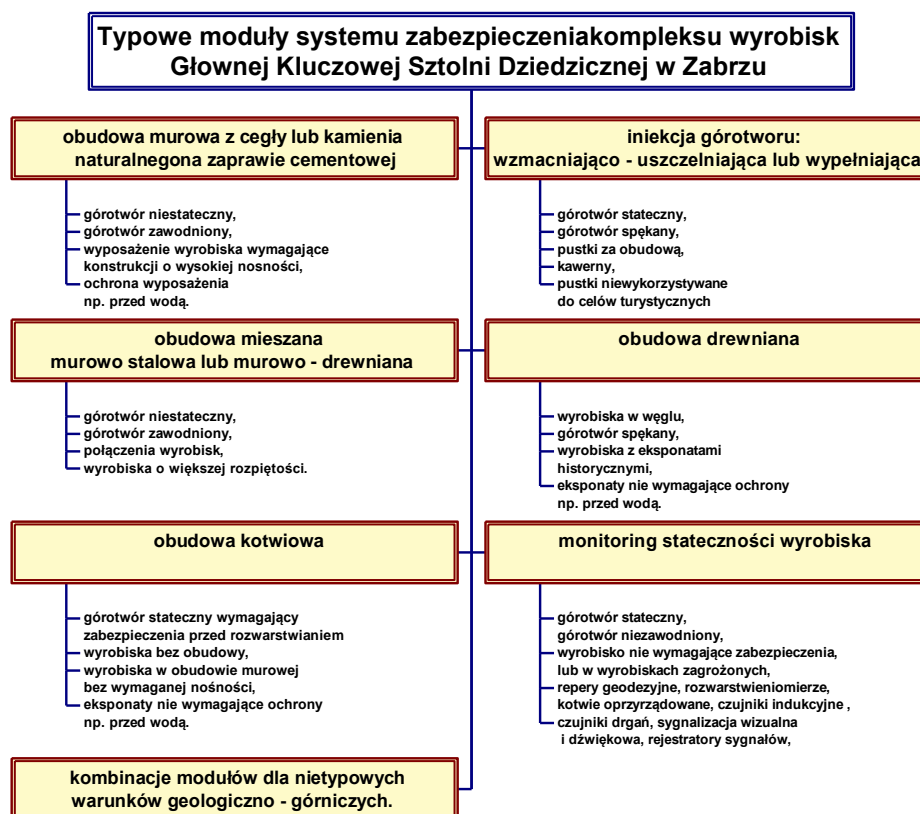 Typowe moduły systemu zabezpieczeniakompleksu wyrobisk
Głownej Kluczowej Sztolni Dziedzicznej w Zabrzu
obudowa murowa z cegły lub kamienia
naturalnegona zaprawie cementowej
górotwór niestateczny,
górotwór zawodniony,
wyposażenie wyrobiska wymagające
konstrukcji o wysokiej nosności,
ochrona wyposażenia
np. przed wodą.
iniekcja górotworu:
wzmacniająco - uszczelniająca lub wypełniająca
górotwór stateczny,
górotwór spękany,
pustki za obudową,
kawerny,
pustki niewykorzystywane
do celów turystycznych
obudowa mieszana
murowo stalowa lub murowo - drewniana
górotwór niestateczny,
górotwór zawodniony,
połączenia wyrobisk,
wyrobiska o większej rozpiętości.
obudowa drewniana
wyrobiska w węglu,
górotwór spękany,
wyrobiska z eksponatami
historycznymi,
eksponaty nie wymagające ochrony
np. przed wodą.
obudowa kotwiowa
górotwór stateczny wymagający
zabezpieczenia przed rozwarstwianiem
wyrobiska bez obudowy,
wyrobiska w obudowie murowej
bez wymaganej nośności,
eksponaty nie wymagające ochrony
np. przed wodą.
monitoring stateczności wyrobiska
górotwór stateczny,
górotwór niezawodniony,
wyrobisko nie wymagające zabezpieczenia,
lub w wyrobiskach zagrożonych,
repery geodezyjne, rozwarstwieniomierze,
kotwie oprzyrządowane, czujniki indukcyjne ,
czujniki drgań, sygnalizacja wizualna
i dźwiękowa, rejestratory sygnałów,
kombinacje modułów dla nietypowych
warunków geologiczno - górniczych.